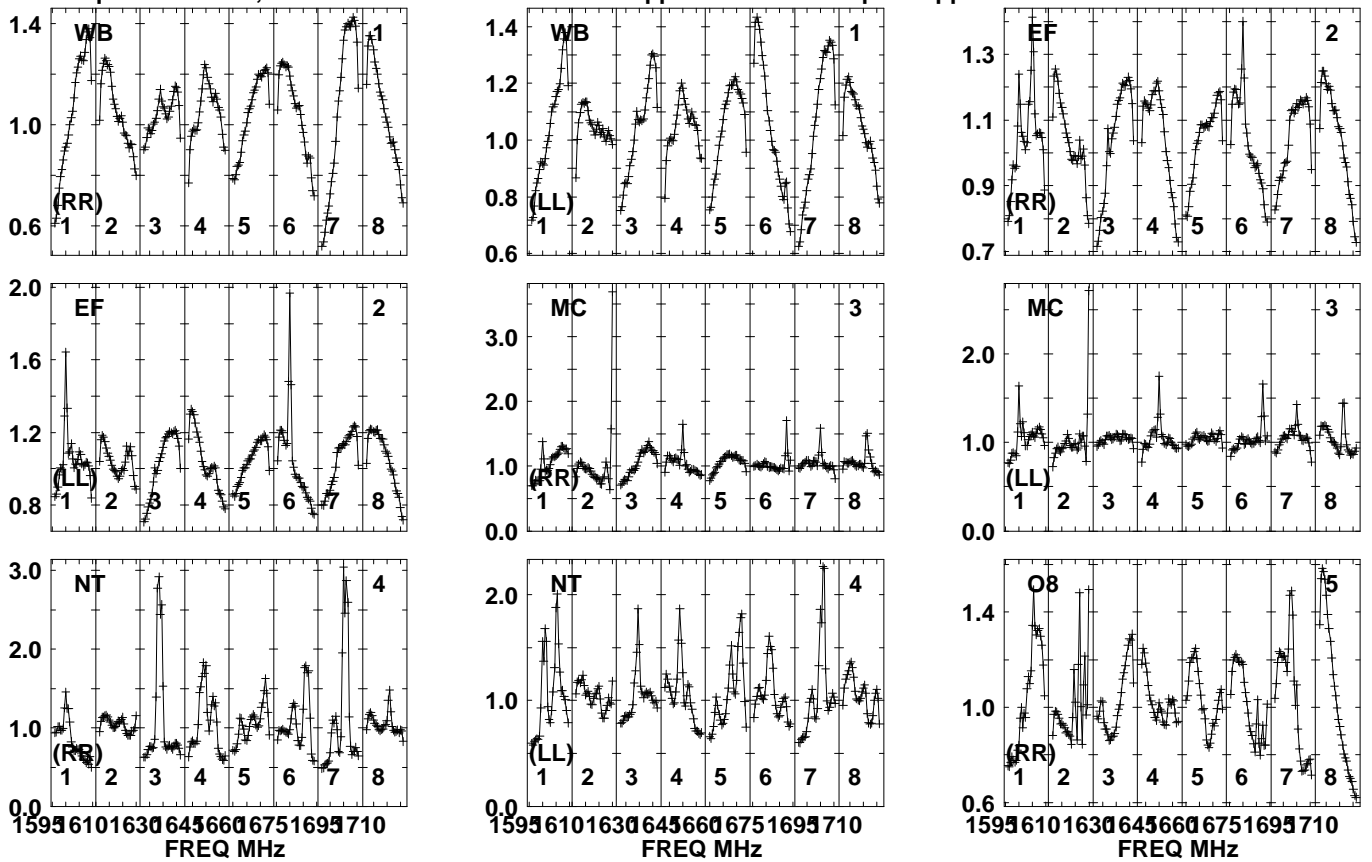 1.4 WB 1
1.0
0.6 (RR)
1 2 3 4 5 6 7 8
WB 1
1.4
1.2
1.0
0.8
(LL)
0.6 1 2 3 4 5 6 7 8
EF 2
1.3
1.1
0.9
(RR)
0.7 1 2 3 4 5 6 7 8
2.0 EF 2
1.6
1.2
(LL)
0.8 1 2 3 4 5 6 7 8
MC 3
3.0
2.0
1.0
(RR)
1 2 3 4 5 6 7 8
0.0
MC 3
2.0
1.0
(LL)
1 2 3 4 5 6 7 8
0.0
3.0 NT 4
2.0
1.0
(RR)
1 2 3 4 5 6 7 8
0.0
1595 1610 1630 1645 1660 1675 1695 1710
FREQ MHz
NT 4
2.0
1.0
(LL)
1 2 3 4 5 6 7 8
0.0
1595 1610 1630 1645 1660 1675 1695 1710
FREQ MHz
O8 5
1.4
1.0
(RR)
1 2 3 4 5 6 7 8
0.6
1595 1610 1630 1645 1660 1675 1695 1710
FREQ MHz